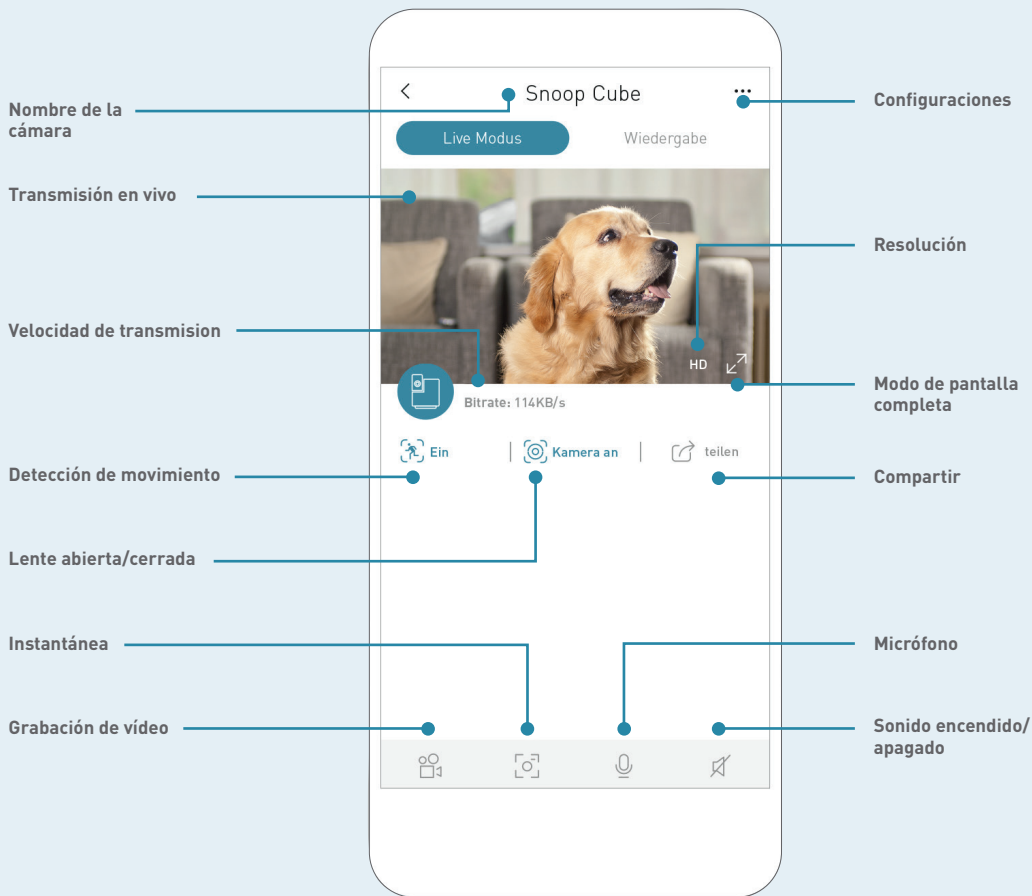 Snoop Cube
Nombre de la
cámara
Configuraciones
Live Modus
Wiedergabe
Transmisión en vivo
Resolución
Velocidad de transmision
HD
Modo de pantalla
completa
Bitrate: 114KB/s
Ein
Kamera an
teilen
Detección de movimiento
Compartir
Lente abierta/cerrada
Instantánea
Micrófono
Grabación de vídeo
Sonido encendido/
apagado